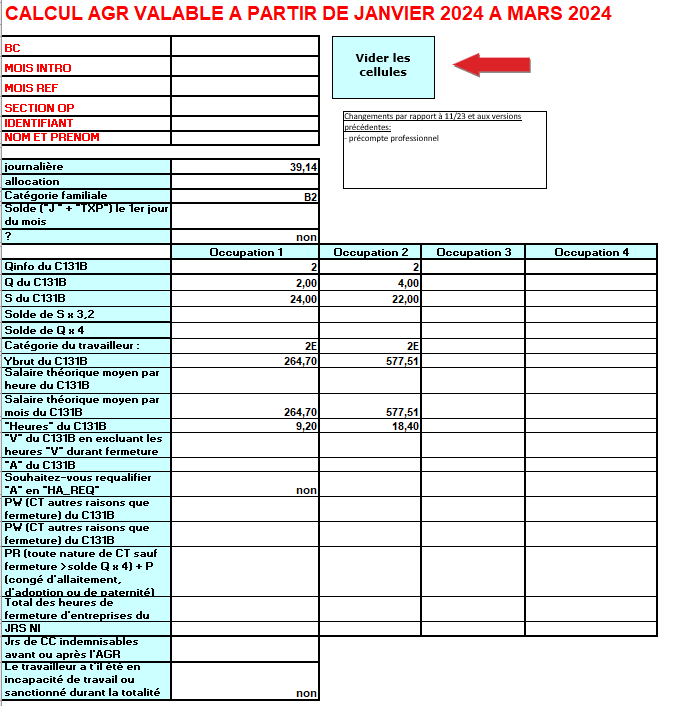 CALCUL AGR VALABLE A PARTIR DE JANVIER 2024 A MARS 2024
BC
MOIS INTRO
MOIS REF
SECTION OP
IDENTIFIANT
NOM ET PRENOM
Vider les
cellules
Changements par rapport à 11/23 et aux versions
précédentes:
- précompte professionnel
journalière 39,14
allocation
Catégorie familiale B2
Solde ("J " + "TXP") le 1er jour
du mois
? non
Occupation 1 Occupation 2 Occupation 3 Occupation 4
Qinfo du C131B 2 2
Q du C131B 2,00 4,00
S du C131B 24,00 22,00
Solde de S x 3,2
Solde de Q x 4
Catégorie du travailleur : 2E 2E
Ybrut du C131B 264,70 577,51
Salaire théorique moyen par
heure du C131B
Salaire théorique moyen par
mois du C131B 264,70 577,51
"Heures" du C131B 9,20 18,40
"V" du C131B en excluant les
heures "V" durant fermeture
"A" du C131B
Souhaitez-vous requalifier
"A" en "HA_REQ" non
PW (CT autres raisons que
fermeture) du C131B
PW (CT autres raisons que
fermeture) du C131B
PR (toute nature de CT sauf
fermeture >solde Q x 4) + P
(congé d'allaitement,
d'adoption ou de paternité)
Total des heures de
fermeture d'entreprises du
JRS NI
Jrs de CC indemnisables
avant ou après l'AGR
Le travailleur a t'il été en
incapacité de travail ou
sanctionné durant la totalité non